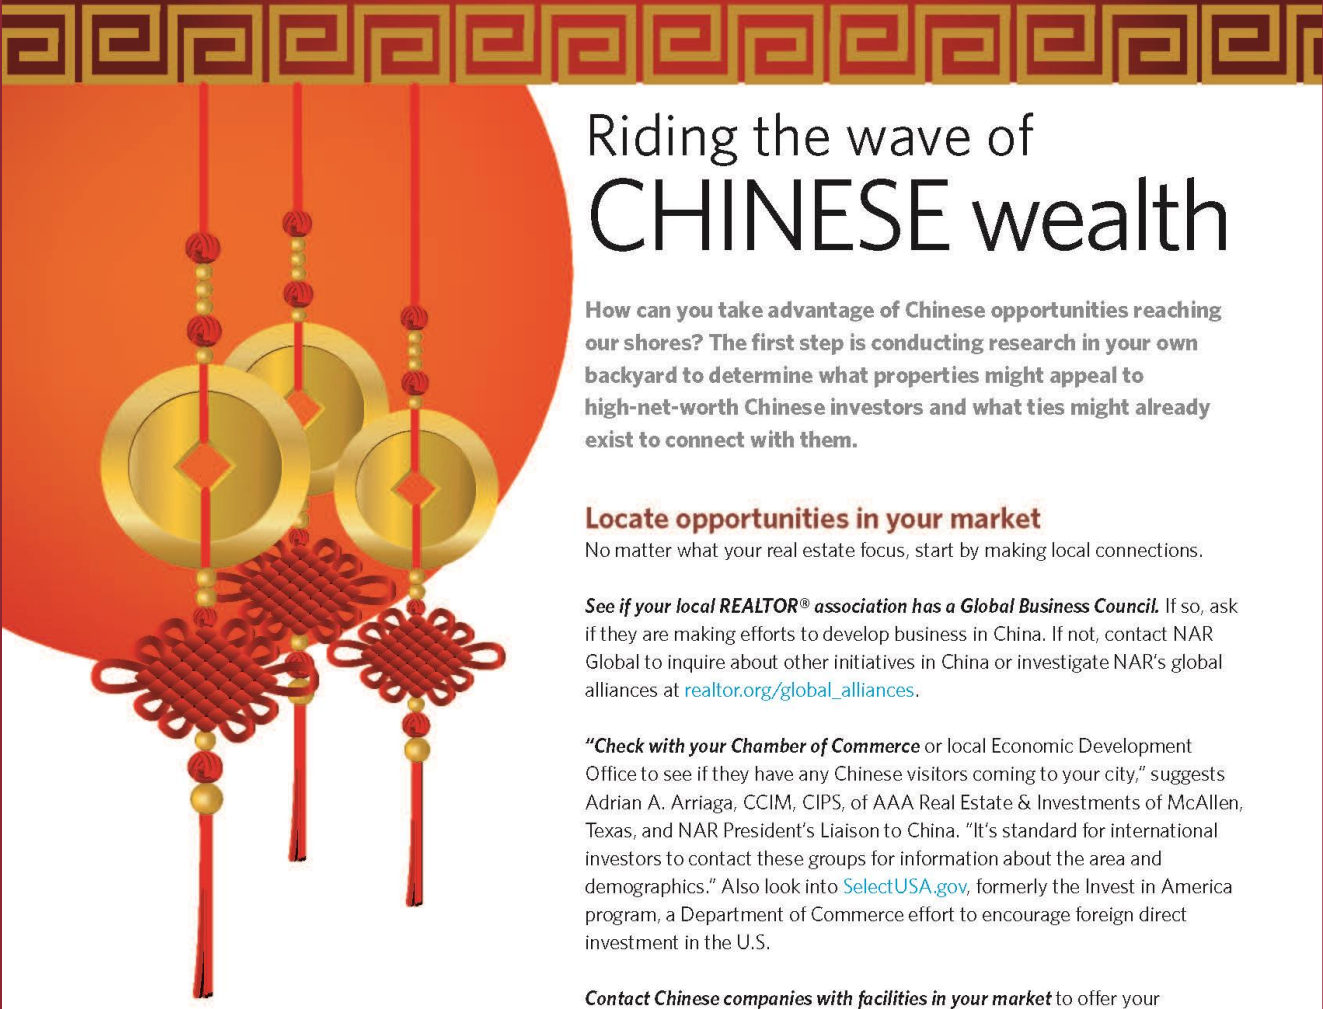 Riding the wave of
CHINESE wealth
How can you take advantage of Chinese opportunities reaching
our shores? The first step is conducting research in your own
backyard to determine what properties might appeal to
high-net-worth Chinese investors and what ties might already
exist to connect with them.
Locate opportunities in your market
No matter what your real estate focus, start by making local connections.
See if your local REALTOR® association has a Global Business Council. If so, ask
if they are making efforts to develop business in China. If not, contact NAR
Global to inquire about other initiatives in China or investigate NAR's global
alliances at realtor.org/global_alliances.
"Check with your Chamber of Commerce or local Economic Development
Office to see if they have any Chinese visitors coming to your city," suggests
Adrian A. Arriaga, CCIM, CIPS, of AAA Real Estate & Investments of McAllen,
Texas, and NAR President's Liaison to China. "It's standard for international
investors to contact these groups for information about the area and
demographics." Also look into SelectUSA.gov, formerly the Invest in America
program, a Department of Commerce effort to encourage foreign direct
investment in the U.S.
Contact Chinese companies with facilities in your market to offer your